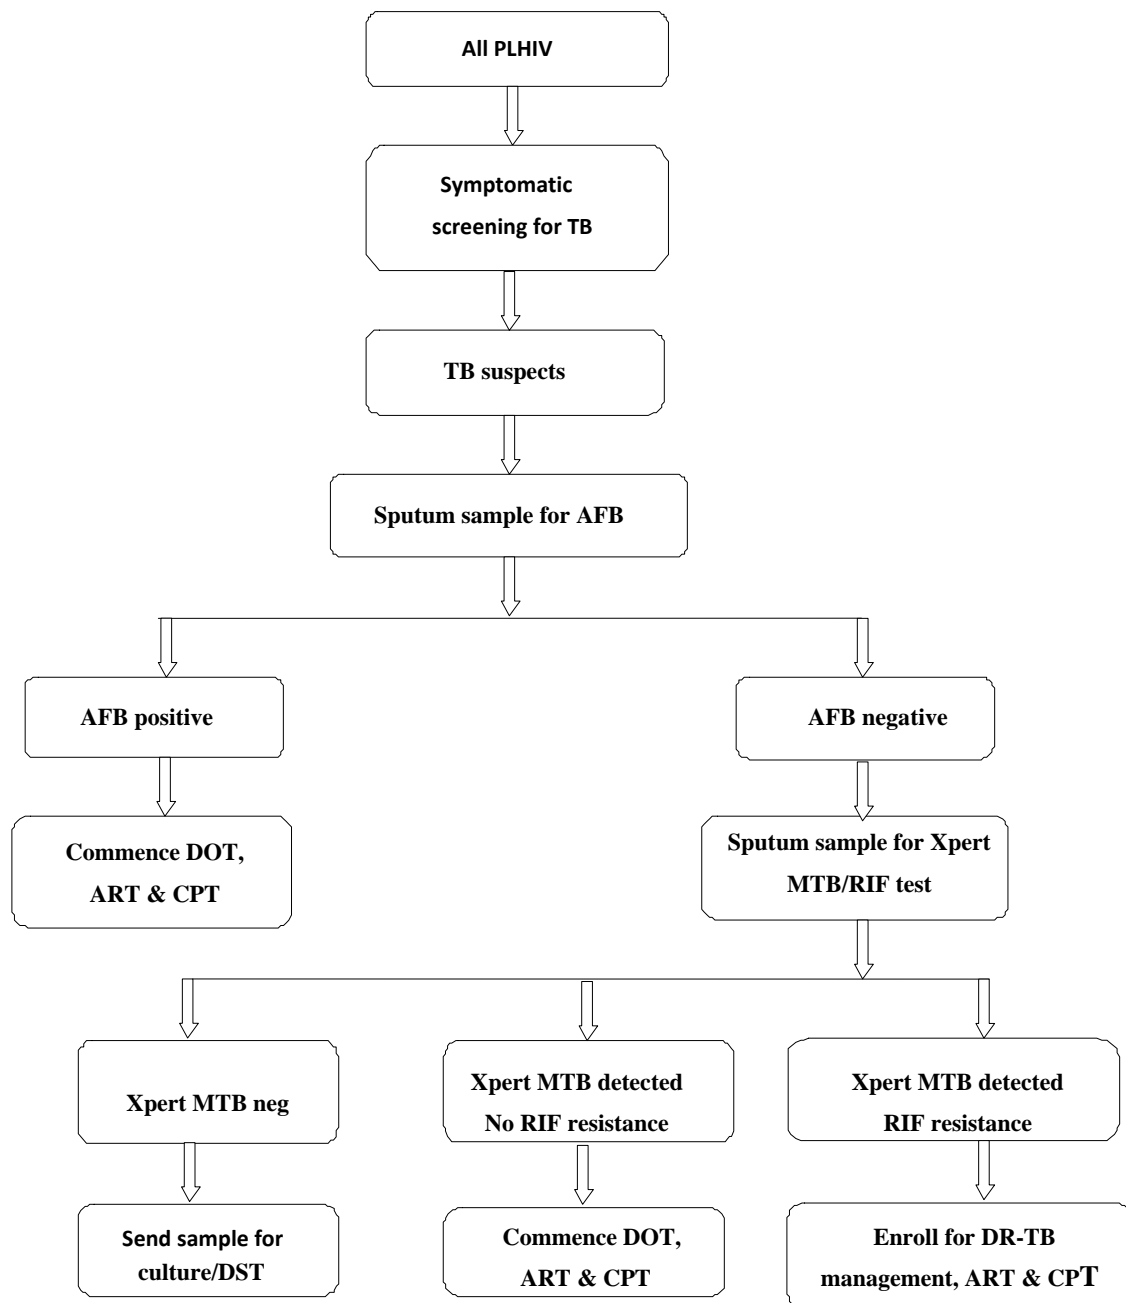 All PLHIV
Symptomatic
screening for TB
TB suspects
Sputum sample for AFB
AFB positive
AFB negative
Commence DOT,
ART & CPT
Sputum sample for Xpert
MTB/RIF test
Xpert MTB neg
Xpert MTB detected
No RIF resistance
Xpert MTB detected
RIF resistance
Send sample for
culture/DST
Commence DOT,
ART & CPT
Enroll for DR-TB
management, ART & CPT